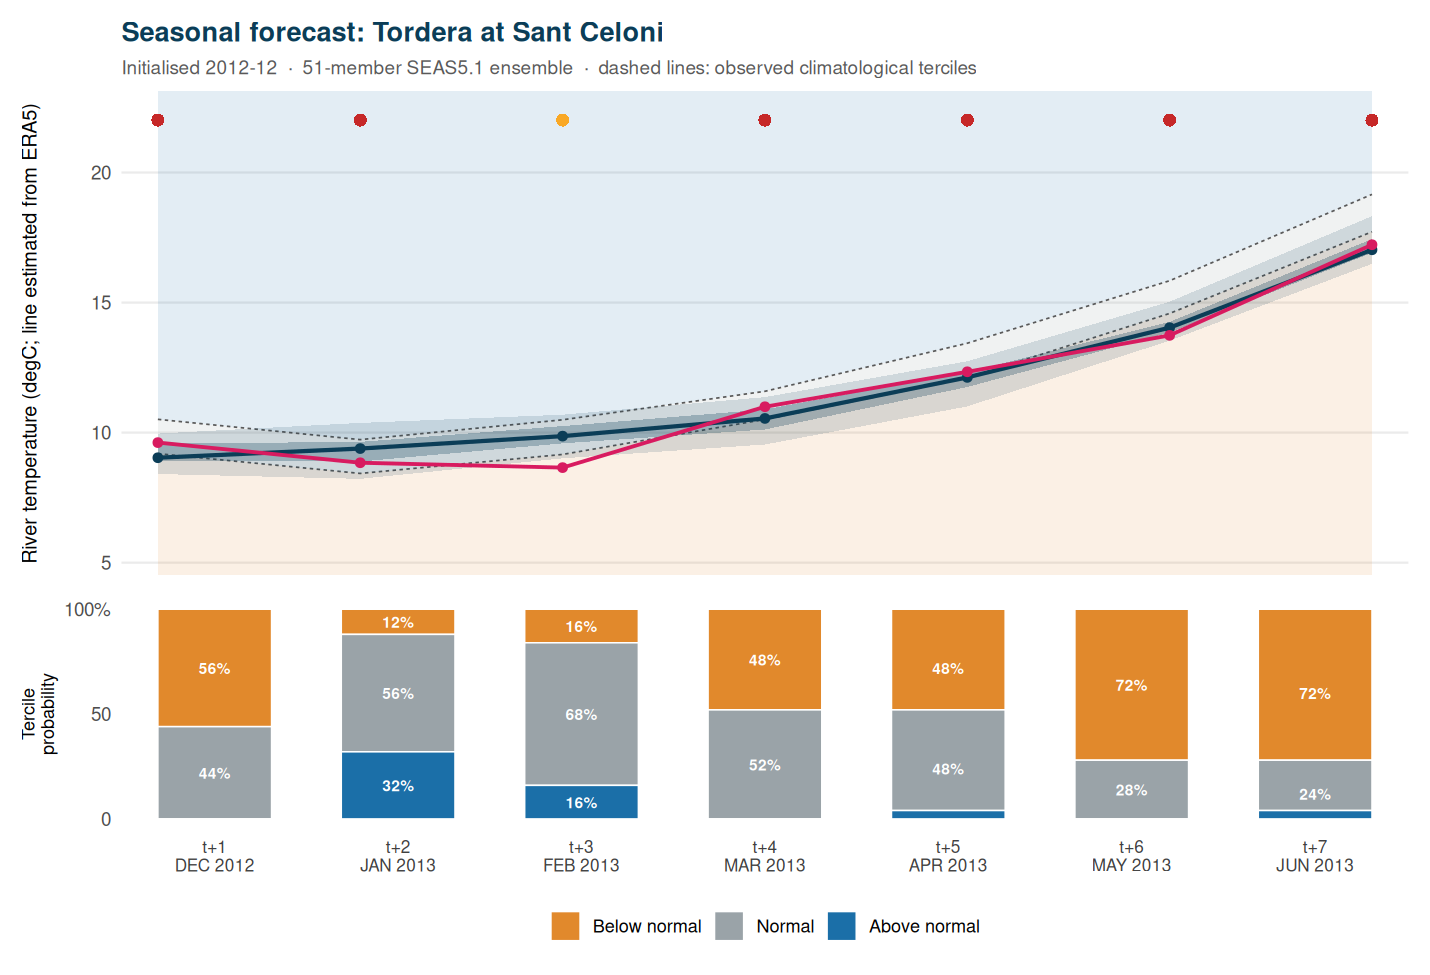 Seasonal forecast: Tordera at Sant Celoni
Initialised 2012-12 · 51-member SEAS5.1 ensemble · dashed lines: observed climatological terciles
River temperature (degC; line estimated from ERA5)
20
15
10
5
Tercile
probability
100%
50
0
56%
44%
12%
56%
32%
16%
68%
16%
48%
52%
48%
48%
72%
28%
72%
24%
t+1
DEC 2012
t+2
JAN 2013
t+3
FEB 2013
t+4
MAR 2013
t+5
APR 2013
t+6
MAY 2013
t+7
JUN 2013
Below normal
Normal
Above normal